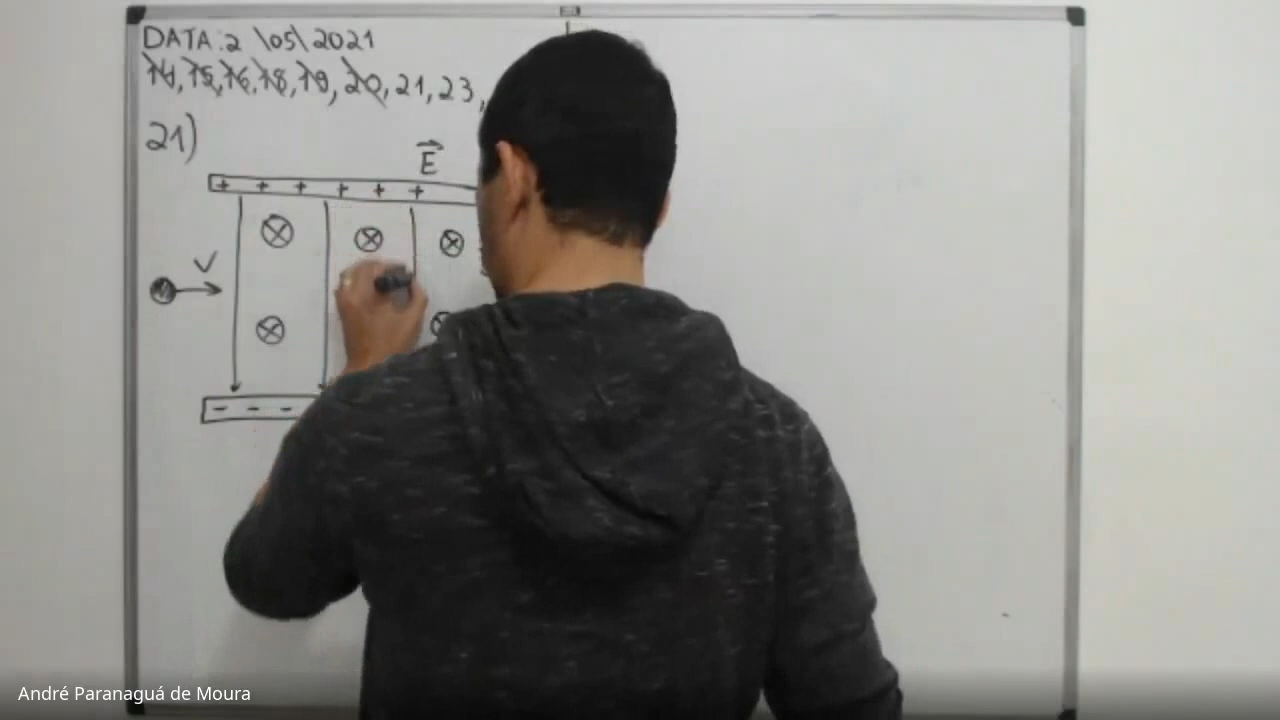 DATA: 2 \05\ 2021
14, 15, 16, 18, 19, 20, 21, 23,
21)
E
+ + + + + +
V
- - -
André Paranaguá de Moura